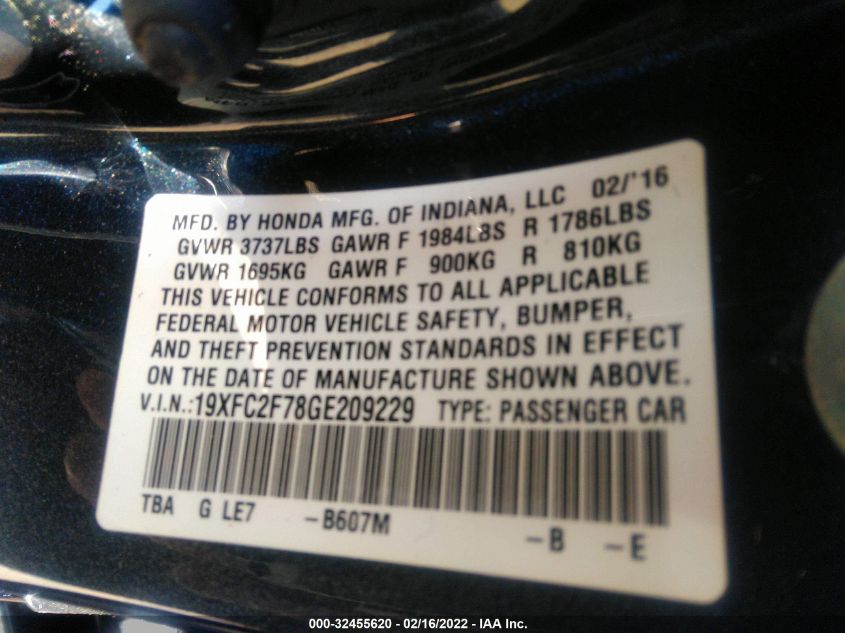 MFD. BY HONDA MFG. OF INDIANA, LLC 02/'16
GVWR 3737LBS GAWR F 1984LBS R 1786LBS
GVWR 1695KG GAWR F 900KG R 810KG
THIS VEHICLE CONFORMS TO ALL APPLICABLE
FEDERAL MOTOR VEHICLE SAFETY, BUMPER,
AND THEFT PREVENTION STANDARDS IN EFFECT
ON THE DATE OF MANUFACTURE SHOWN ABOVE.
V.I.N.:19XFC2F78GE209229 TYPE: PASSENGER CAR
TBA G LE7 -B607M -B -E
000-32455620 - 02/16/2022 - IAA Inc.